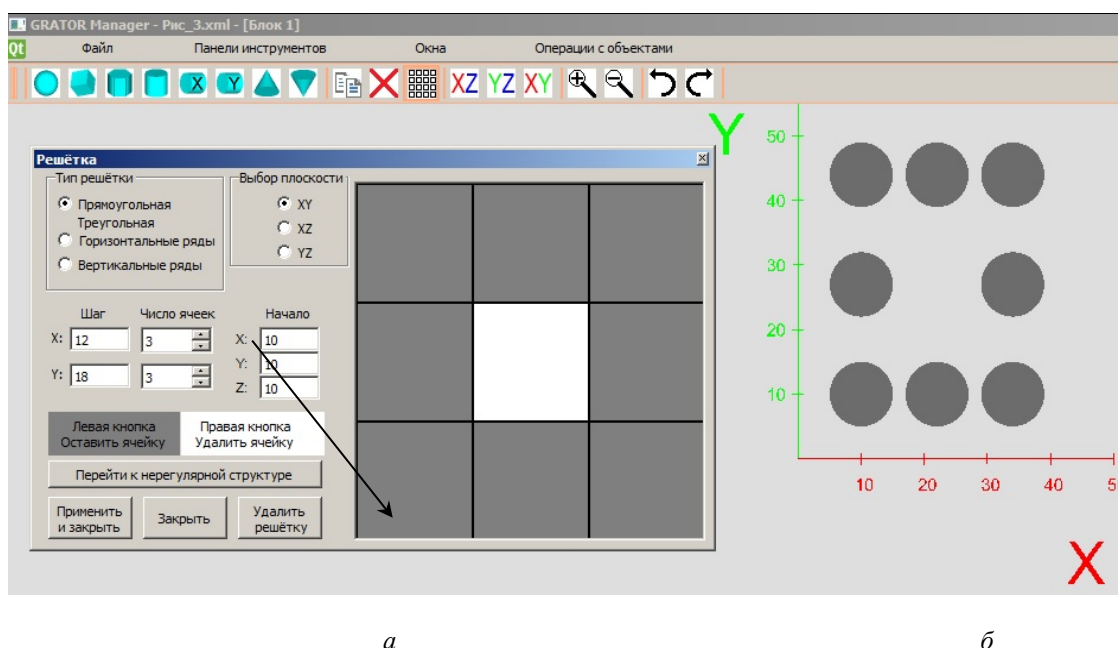 GRATOR Manager - Рис_3.xml - [Блок 1]
Qt Файл Панели инструментов Окна Операции с объектами
X Y XZ YZ XY
Решётка
Тип решётки
Прямоугольная
Треугольная
Горизонтальные ряды
Вертикальные ряды
Выбор плоскости
XY
XZ
YZ
Шаг Число ячеек Начало
X: 12 3 X: 10
Y: 10
Y: 18 3
Z: 10
Левая кнопка
Оставить ячейку
Правая кнопка
Удалить ячейку
Перейти к нерегулярной структуре
Применить
и закрыть
Закрыть
Удалить
решётку
Y
50
40
30
20
10
10 20 30 40 5
X
а б